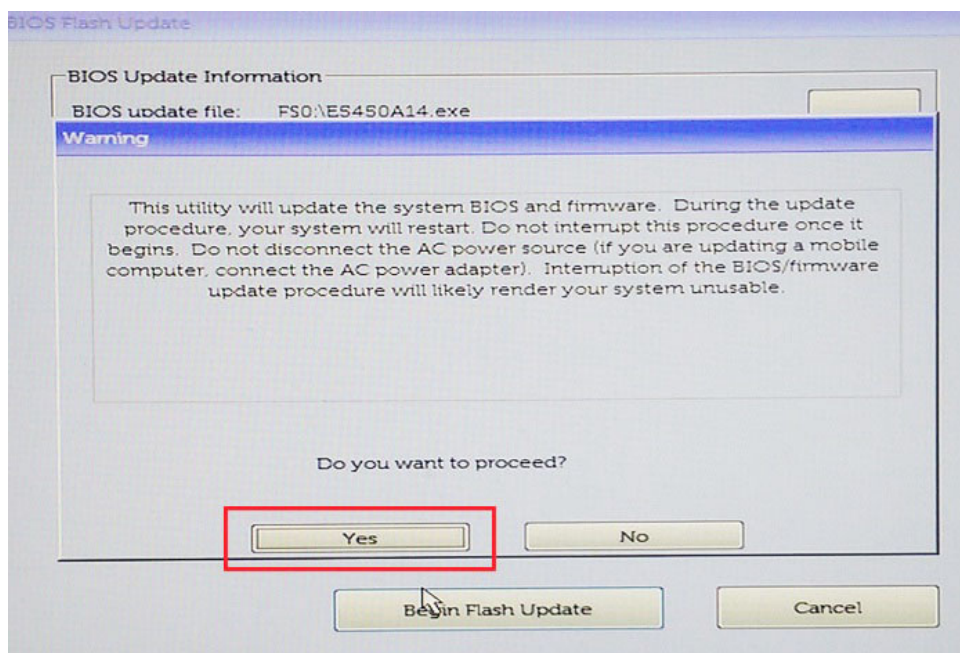 BIOS Flash Update
BIOS Update Information
BIOS update file: FS0:\E5450A14.exe
Warning
This utility will update the system BIOS and firmware. During the update
procedure, your system will restart. Do not interrupt this procedure once it
begins. Do not disconnect the AC power source (if you are updating a mobile
computer, connect the AC power adapter). Interruption of the BIOS/firmware
update procedure will likely render your system unusable.
Do you want to proceed?
Yes No
Begin Flash Update Cancel